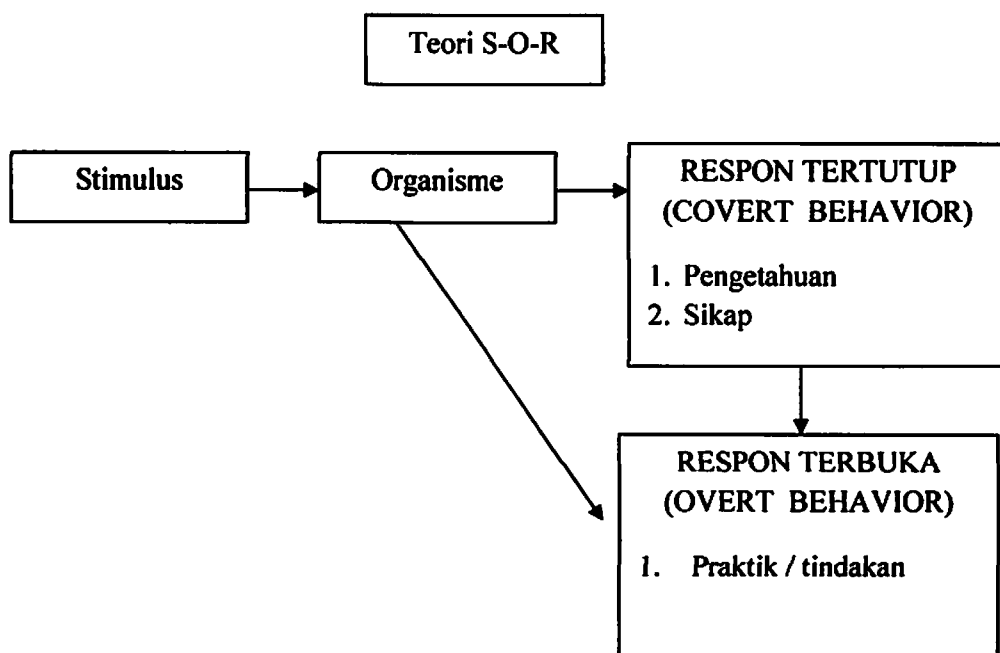 Teori S-O-R
Stimulus
Organisme
RESPON TERTUTUP
(COVERT BEHAVIOR)
1. Pengetahuan
2. Sikap
RESPON TERBUKA
(OVERT BEHAVIOR)
1. Praktik / tindakan